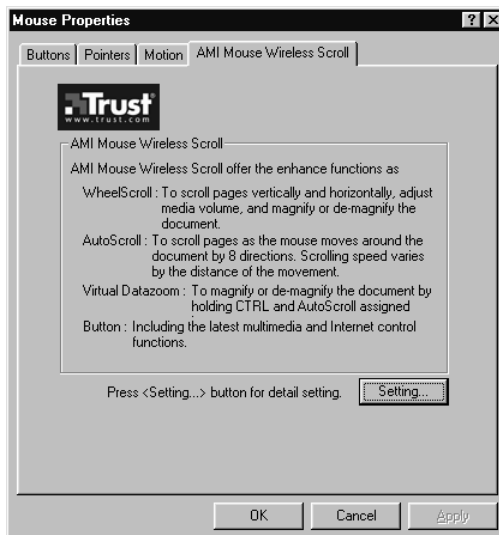 Mouse Properties
Buttons Pointers Motion AMI Mouse Wireless Scroll
Trust
www.trust.com
AMI Mouse Wireless Scroll
AMI Mouse Wireless Scroll offer the enhance functions as
WheelScroll : To scroll pages vertically and horizontally, adjust
media volume, and magnify or de-magnify the
document.
AutoScroll : To scroll pages as the mouse moves around the
document by 8 directions. Scrolling speed varies
by the distance of the movement.
Virtual Datazoom : To magnify or de-magnify the document by
holding CTRL and AutoScroll assigned
Button : Including the latest multimedia and Internet control
functions.
Press <Setting...> button for detail setting. Setting...
OK Cancel Apply